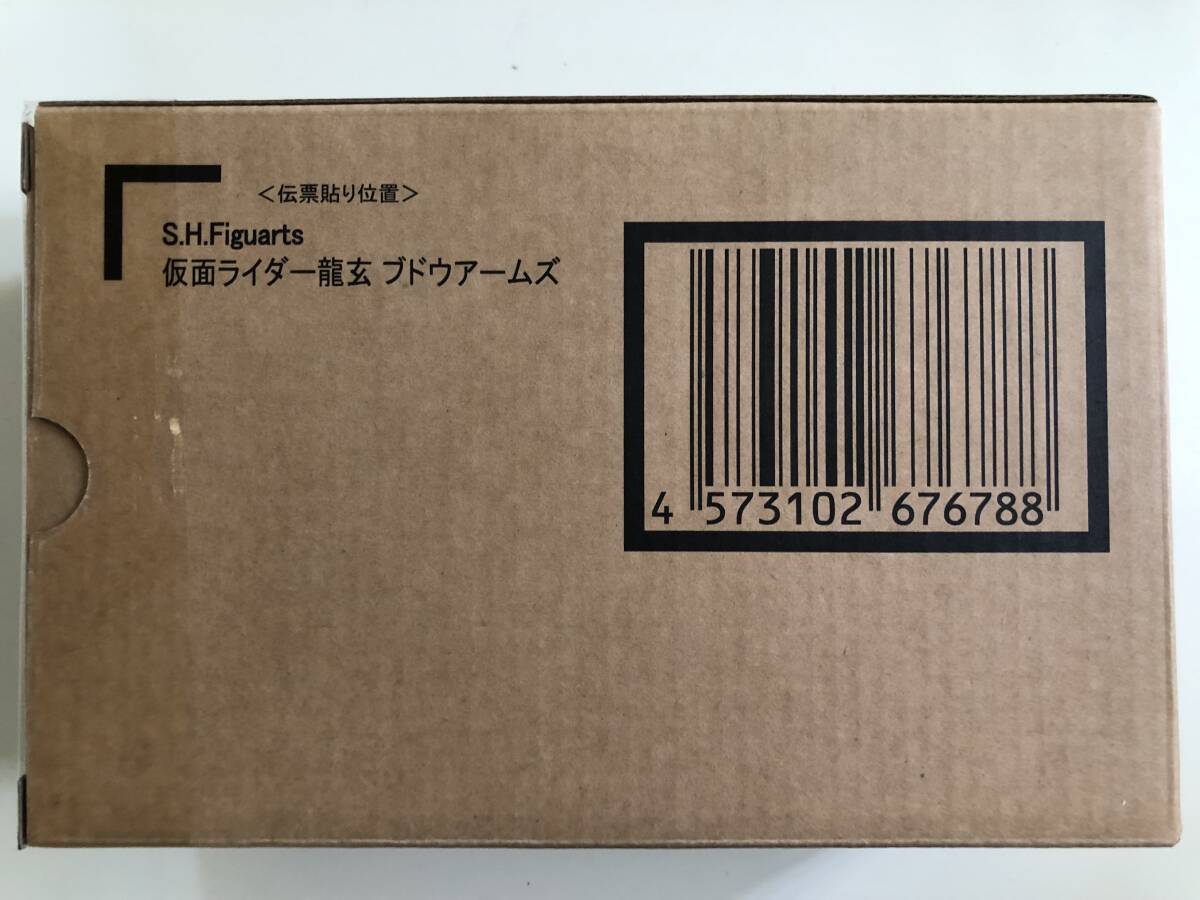 ＜伝票貼り位置＞
S.H.Figuarts
仮面ライダー龍玄 ブドウアームズ
4 573102 676788